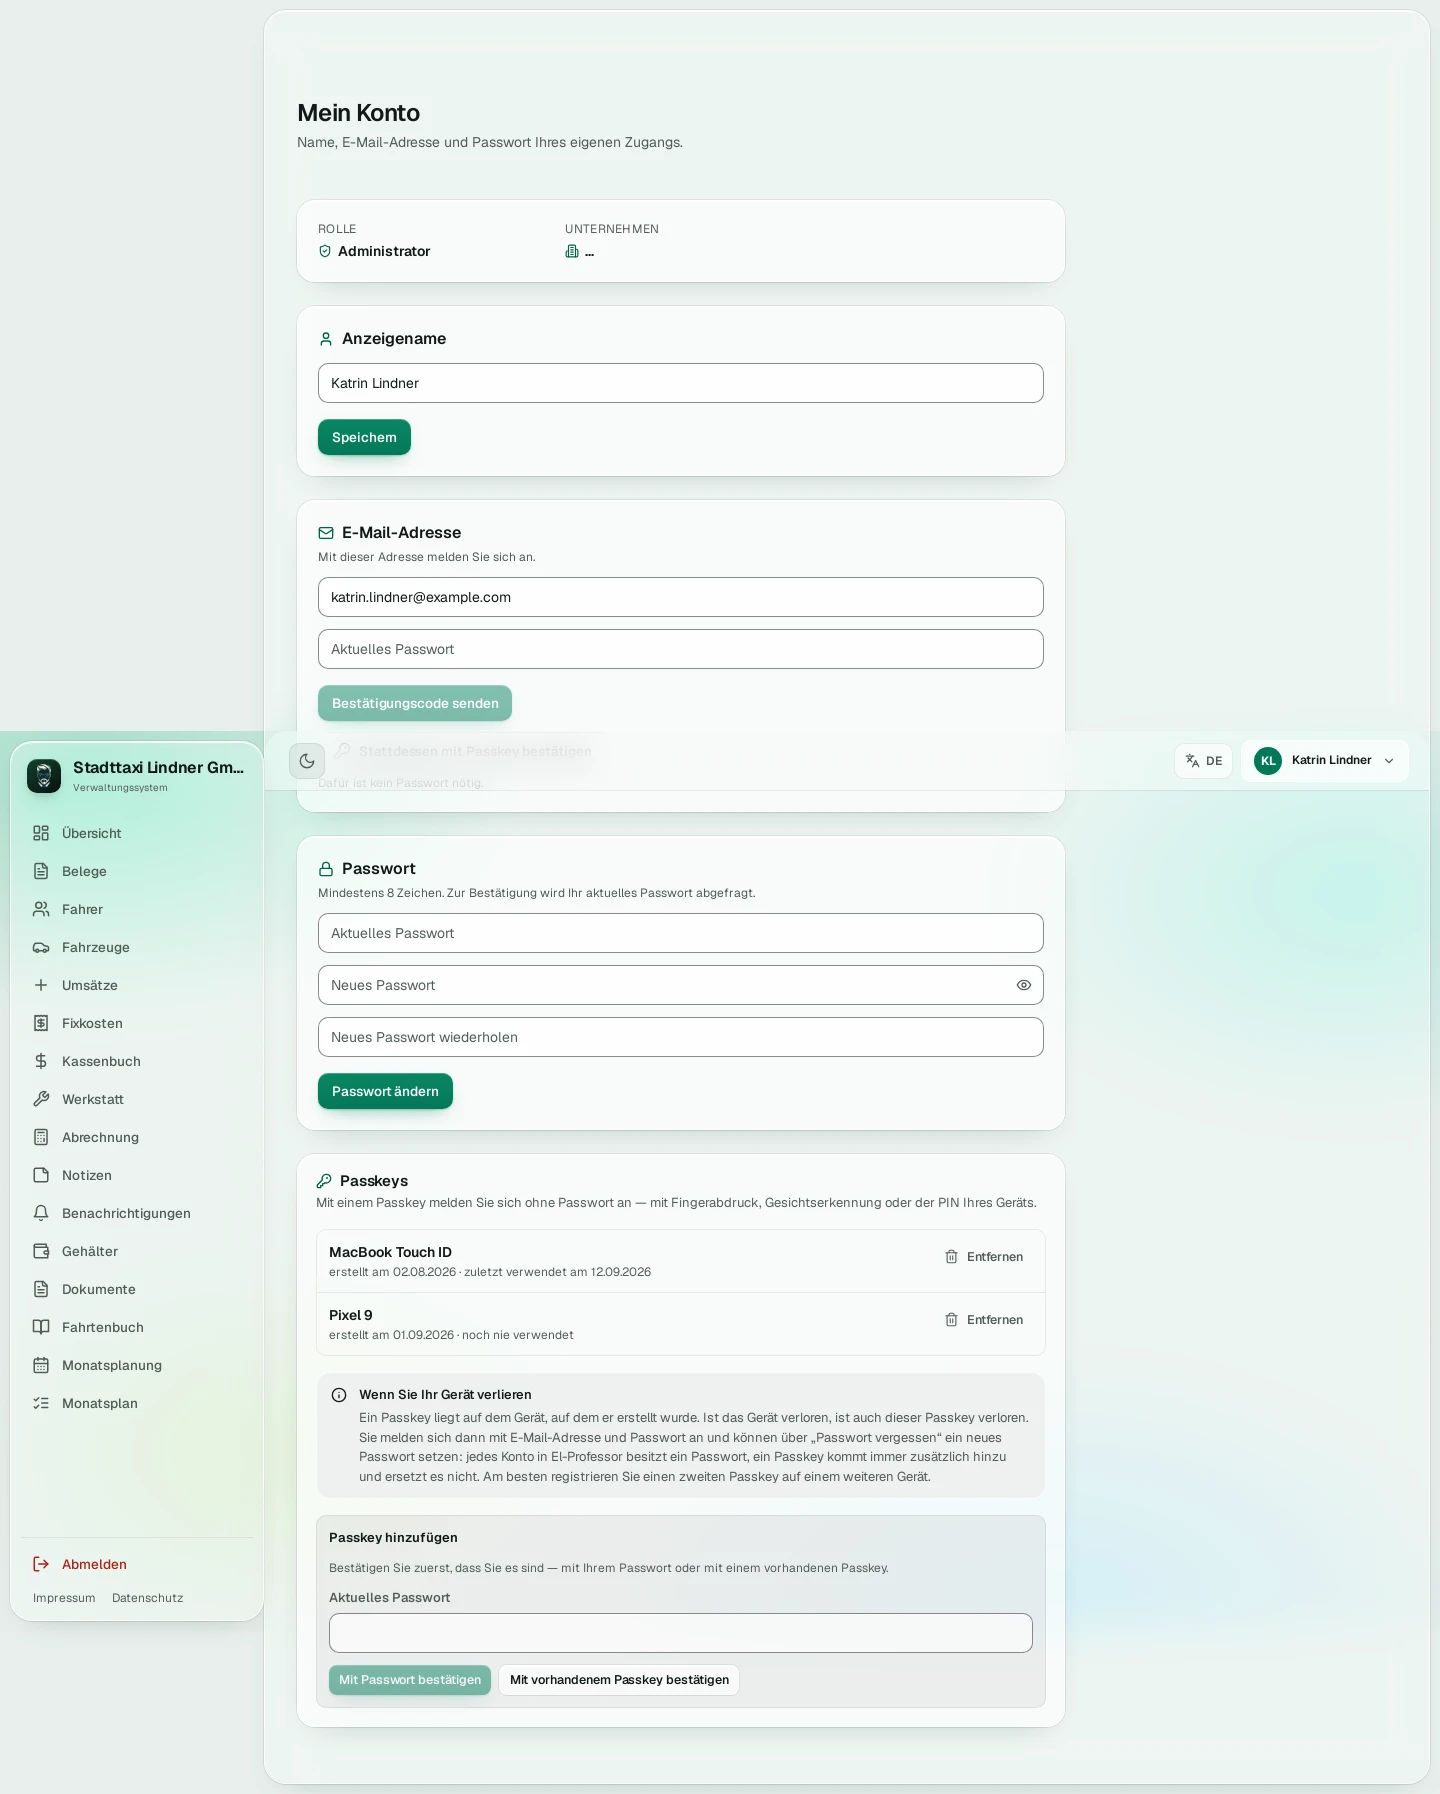 Mein Konto
Name, E-Mail-Adresse und Passwort Ihres eigenen Zugangs.
ROLLE
Administrator
UNTERNEHMEN
...
Anzeigename
Katrin Lindner
Speichern
E-Mail-Adresse
Mit dieser Adresse melden Sie sich an.
katrin.lindner@example.com
Aktuelles Passwort
Bestätigungscode senden
Stattdessen mit Passkey bestätigen
Dafür ist kein Passwort nötig.
DE
KL
Katrin Lindner
Stadttaxi Lindner Gm...
Verwaltungssystem
Übersicht
Belege
Fahrer
Fahrzeuge
Umsätze
Fixkosten
Kassenbuch
Werkstatt
Abrechnung
Notizen
Benachrichtigungen
Gehälter
Dokumente
Fahrtenbuch
Monatsplanung
Monatsplan
Abmelden
Impressum
Datenschutz
Passwort
Mindestens 8 Zeichen. Zur Bestätigung wird Ihr aktuelles Passwort abgefragt.
Aktuelles Passwort
Neues Passwort
Neues Passwort wiederholen
Passwort ändern
Passkeys
Mit einem Passkey melden Sie sich ohne Passwort an — mit Fingerabdruck, Gesichtserkennung oder der PIN Ihres Geräts.
MacBook Touch ID
erstellt am 02.08.2026 · zuletzt verwendet am 12.09.2026
Entfernen
Pixel 9
erstellt am 01.09.2026 · noch nie verwendet
Entfernen
Wenn Sie Ihr Gerät verlieren
Ein Passkey liegt auf dem Gerät, auf dem er erstellt wurde. Ist das Gerät verloren, ist auch dieser Passkey verloren.
Sie melden sich dann mit E-Mail-Adresse und Passwort an und können über „Passwort vergessen“ ein neues
Passwort setzen: jedes Konto in El-Professor besitzt ein Passwort, ein Passkey kommt immer zusätzlich hinzu
und ersetzt es nicht. Am besten registrieren Sie einen zweiten Passkey auf einem weiteren Gerät.
Passkey hinzufügen
Bestätigen Sie zuerst, dass Sie es sind — mit Ihrem Passwort oder mit einem vorhandenen Passkey.
Aktuelles Passwort
Mit Passwort bestätigen
Mit vorhandenem Passkey bestätigen